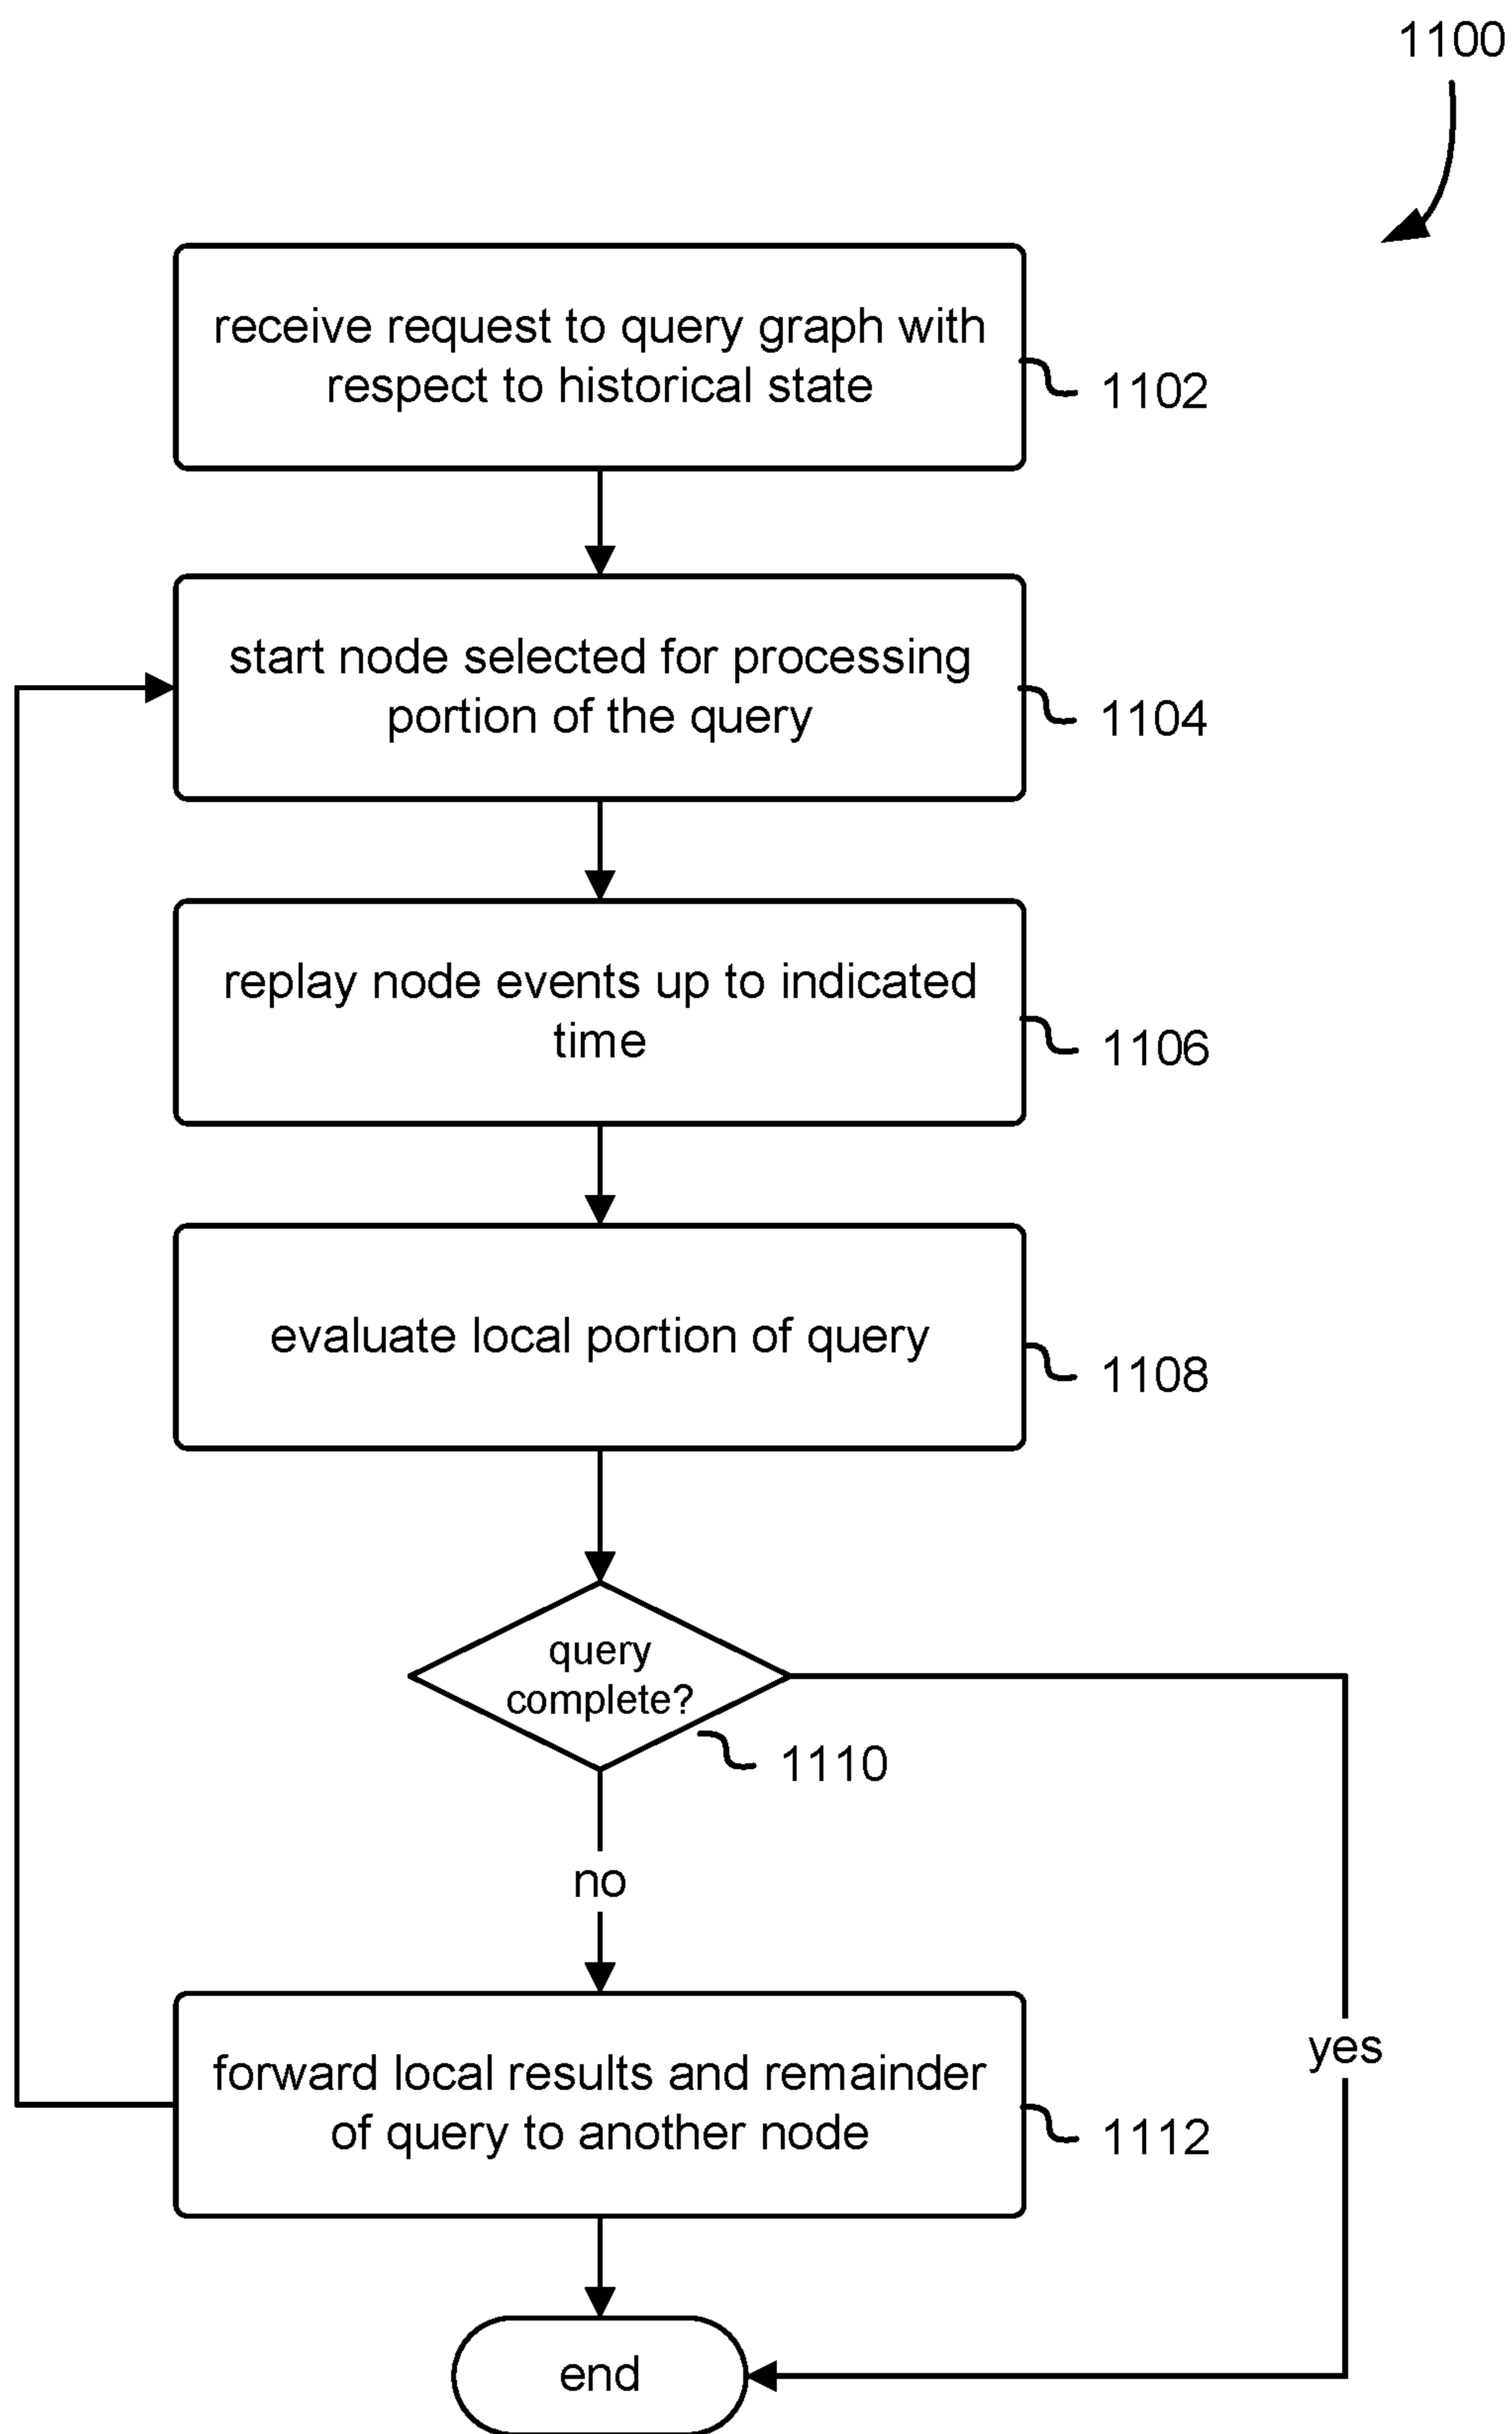 1100
receive request to query graph with
respect to historical state
1102
start node selected for processing
portion of the query
1104
replay node events up to indicated
time
1106
evaluate local portion of query
1108
query
complete?
1110
no
yes
forward local results and remainder
of query to another node
1112
end